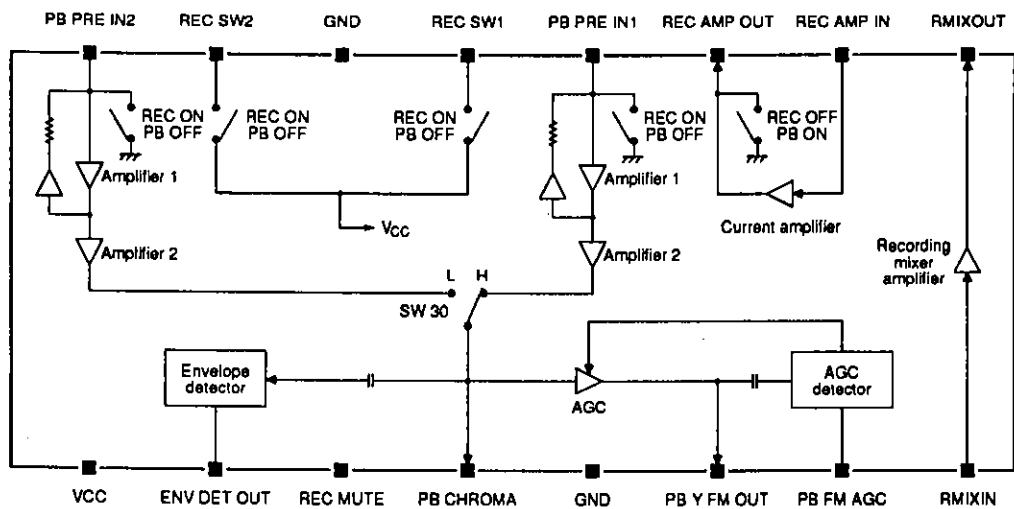 PB PRE IN2 REC SW2 GND REC SW1 PB PRE IN1 REC AMP OUT REC AMP IN RMIXOUT
REC ON
PB OFF
REC ON
PB OFF
REC ON
PB OFF
REC ON
PB OFF
REC OFF
PB ON
Amplifier 1
Amplifier 1
VCC
Current amplifier
Amplifier 2
Amplifier 2
Recording
mixer
amplifier
L H
SW 30
Envelope
detector
AGC
AGC
detector
VCC ENV DET OUT REC MUTE PB CHROMA GND PB Y FM OUT PB FM AGC RMIXIN